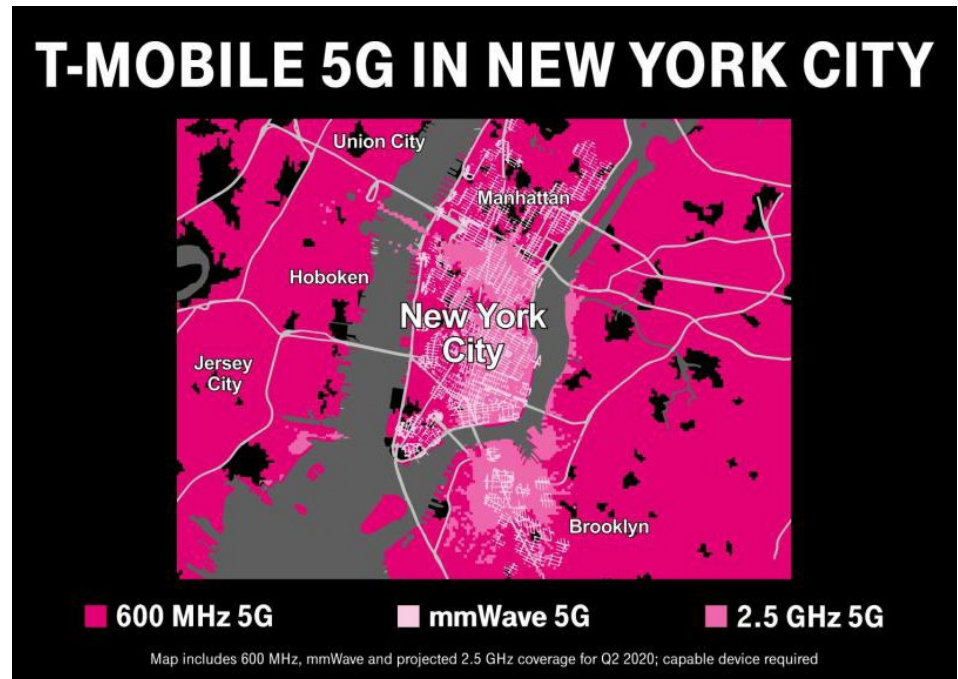 T-MOBILE 5G IN NEW YORK CITY
Union City
Manhattan
Hoboken
New York
City
Jersey
City
Brooklyn
600 MHz 5G
mmWave 5G
2.5 GHz 5G
Map includes 600 MHz, mmWave and projected 2.5 GHz coverage for Q2 2020; capable device required